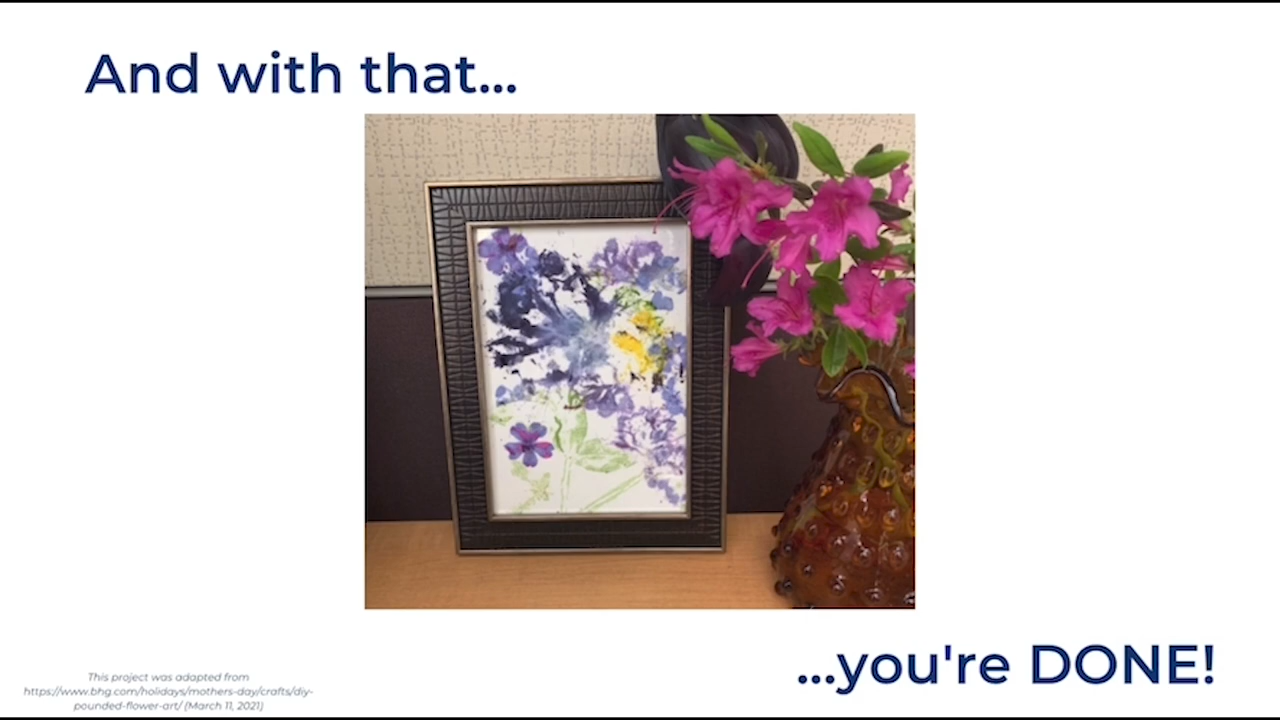 And with that...
...you're DONE!
This project was adapted from
https://www.bhg.com/holidays/mothers-day/crafts/diy-
pounded-flower-art/ (March 11, 2021)